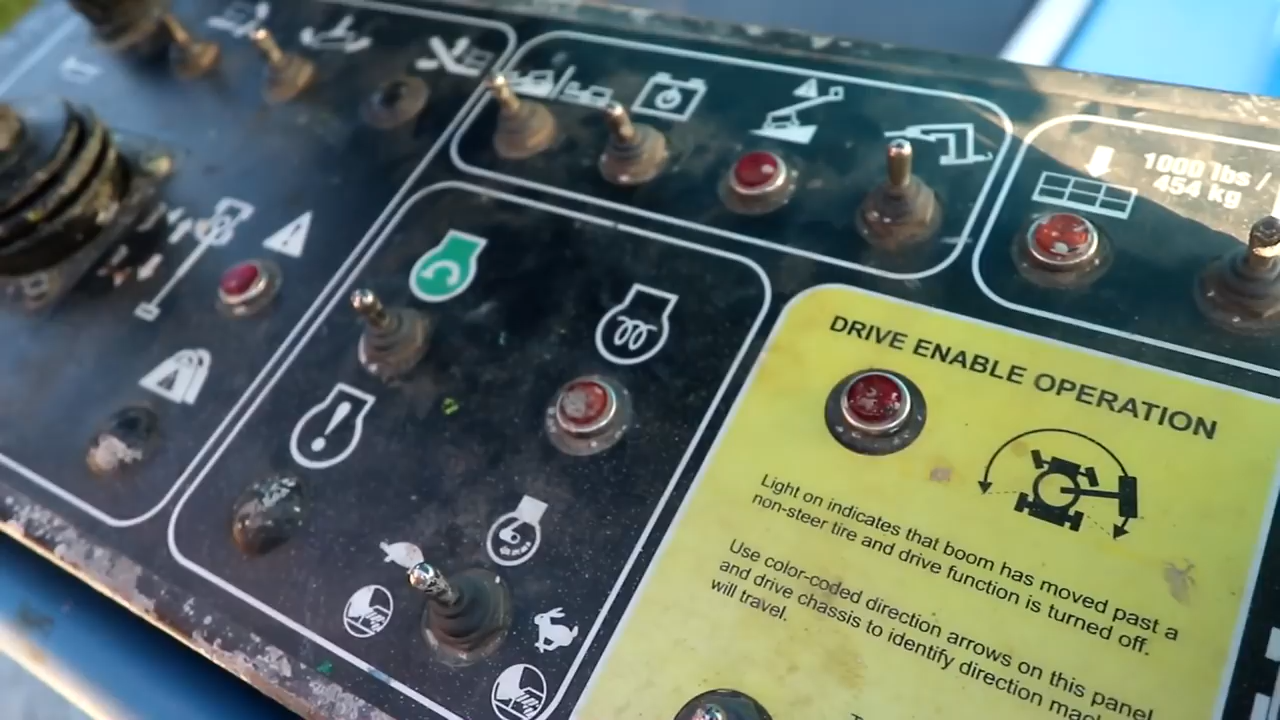 1000 lbs /
454 kg
DRIVE ENABLE OPERATION
Light on indicates that boom has moved past a
non-steer tire and drive function is turned off.
Use color-coded direction arrows on this panel
and drive chassis to identify direction
will travel.